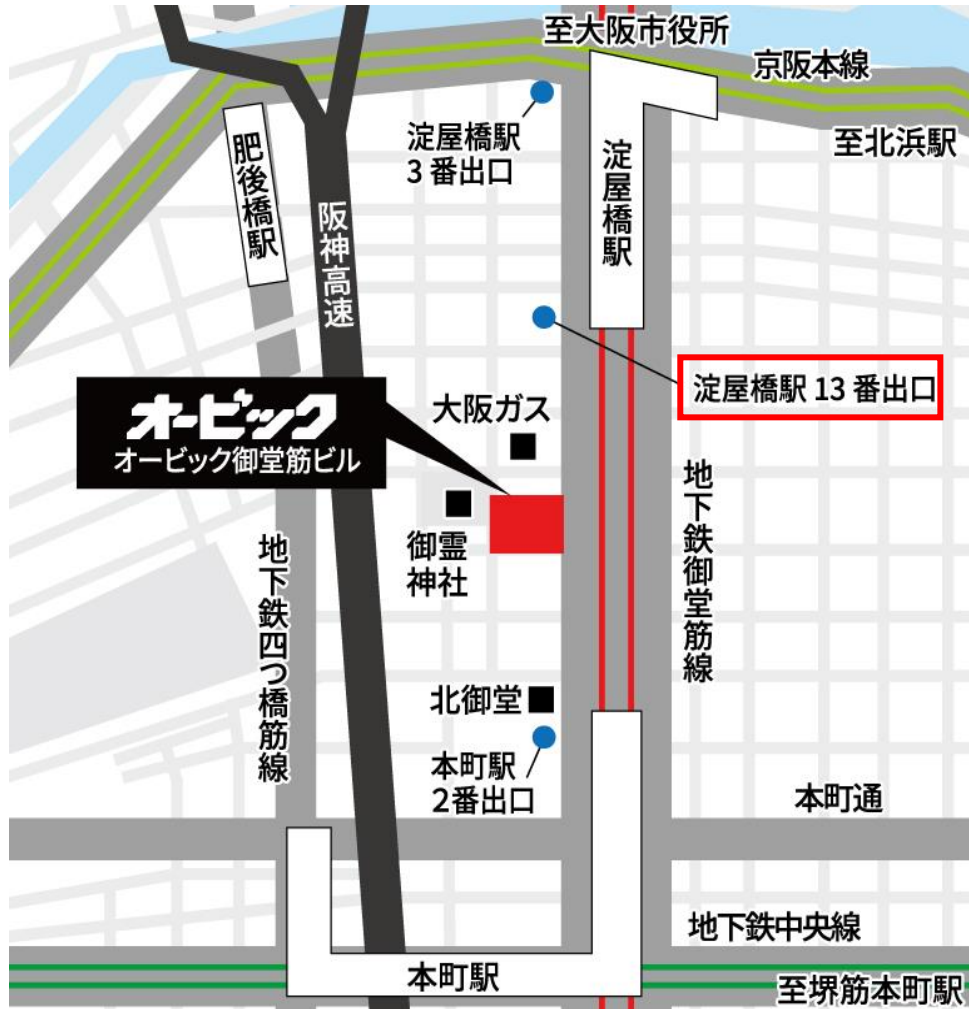 至大阪市役所
京阪本線
淀屋橋駅
3番出口
至北浜駅
肥後橋駅
淀屋橋駅
阪神高速
淀屋橋駅 13 番出口
オービック
オービック御堂筋ビル
大阪ガス
地下鉄御堂筋線
御霊
神社
地下鉄四つ橋筋線
北御堂
本町駅
2番出口
本町通
地下鉄中央線
本町駅
至堺筋本町駅